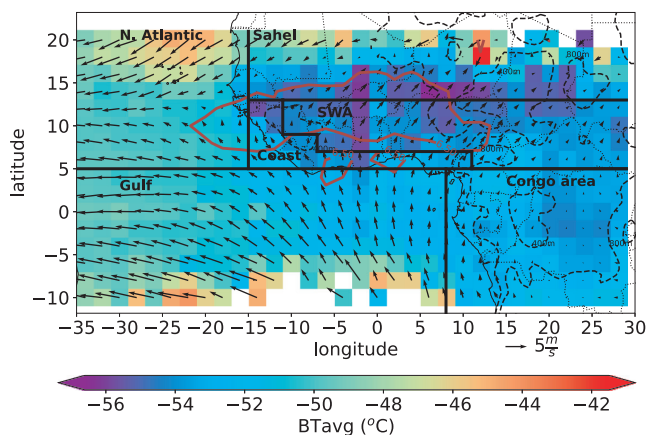 N. Atlantic Sahel
SWA
Coast
Gulf Congo area
800m
400m
800m
400m
800m
20
15
10
5
0
−5
−10
latitude
−35 −30 −25 −20 −15 −10 −5 0 5 10 15 20 25 30
longitude
5 m/s
−56 −54 −52 −50 −48 −46 −44 −42
BTavg (°C)